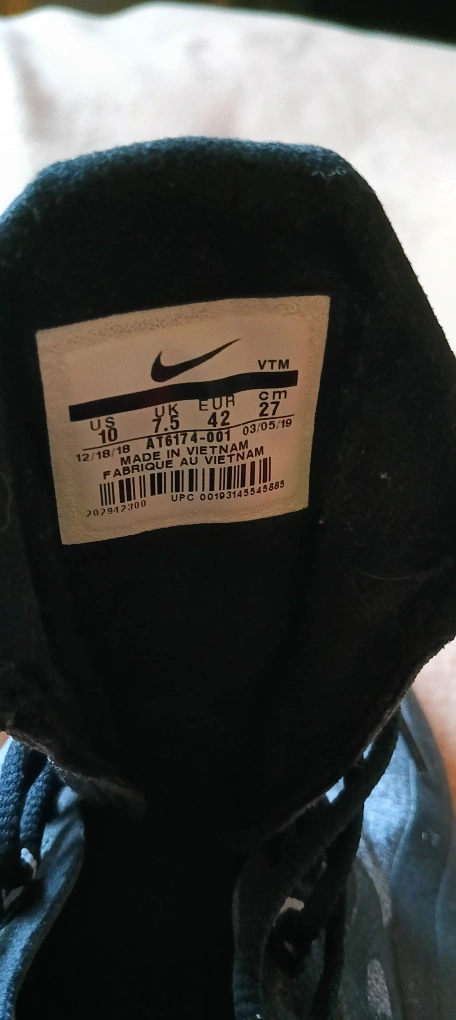 VTM
US UK EUR cm
10 7.5 42 27
12/18/18 AT6174-001 03/05/19
MADE IN VIETNAM
FABRIQUE AU VIETNAM
202942300 UPC 00193145545885